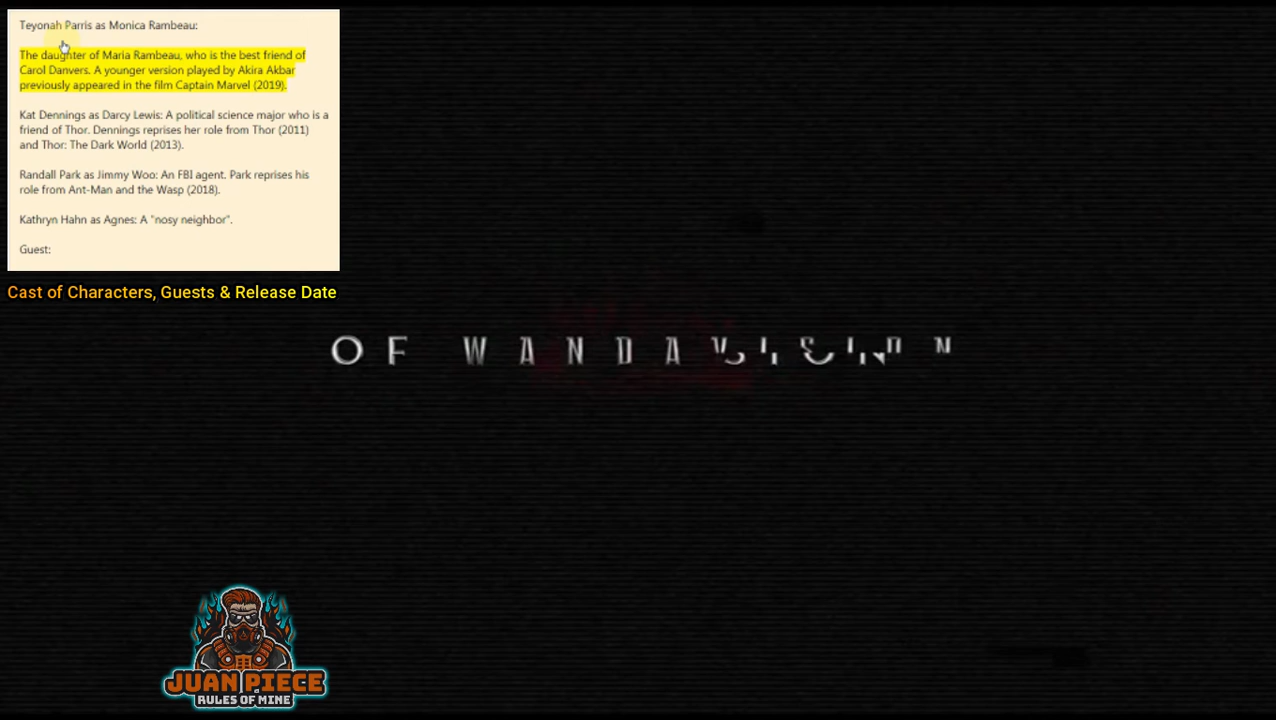 Teyonah Parris as Monica Rambeau:
The daughter of Maria Rambeau, who is the best friend of
Carol Danvers. A younger version played by Akira Akbar
previously appeared in the film Captain Marvel (2019).
Kat Dennings as Darcy Lewis: A political science major who is a
friend of Thor. Dennings reprises her role from Thor (2011)
and Thor: The Dark World (2013).
Randall Park as Jimmy Woo: An FBI agent. Park reprises his
role from Ant-Man and the Wasp (2018).
Kathryn Hahn as Agnes: A "nosy neighbor".
Guest:
Cast of Characters, Guests & Release Date
OF WANDAVISION
JUAN PIECE
RULES OF MINE